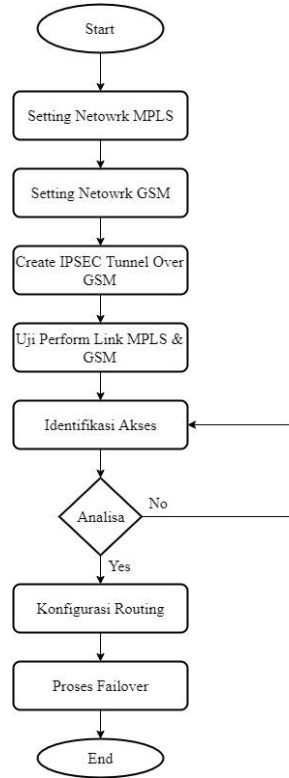 Start
Setting Netowrk MPLS
Setting Netowrk GSM
Create IPSEC Tunnel Over
GSM
Uji Perform Link MPLS &
GSM
Identifikasi Akses
Analisa
No
Yes
Konfigurasi Routing
Proses Failover
End